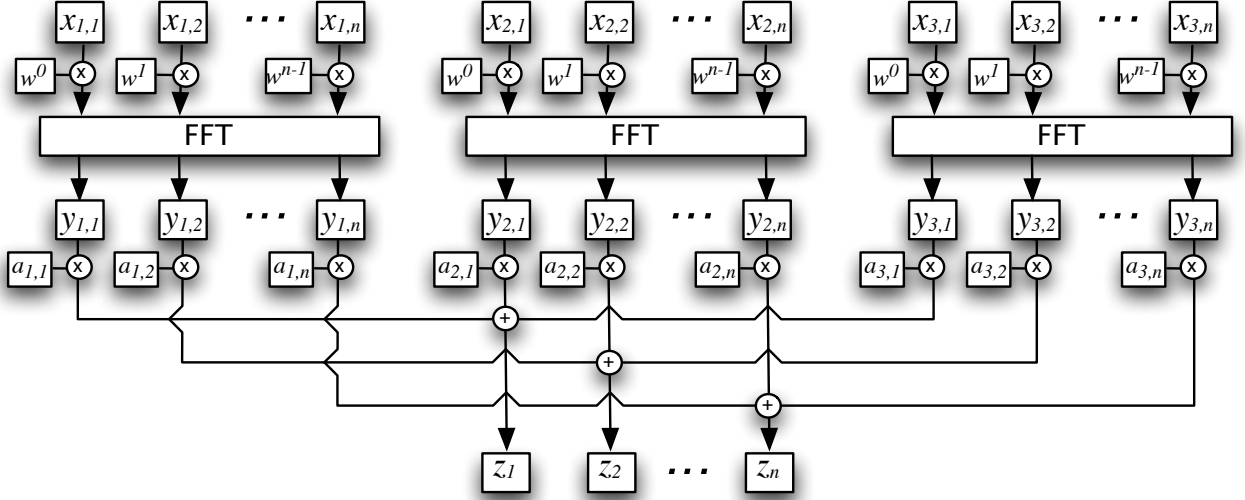 x1,1 x1,2 ... x1,n x2,1 x2,2 ... x2,n x3,1 x3,2 ... x3,n
w0 x w1 x wn-1 x w0 x w1 x wn-1 x w0 x w1 x wn-1 x
FFT FFT FFT
y1,1 y1,2 ... y1,n y2,1 y2,2 ... y2,n y3,1 y3,2 ... y3,n
a1,1 x a1,2 x a1,n x a2,1 x a2,2 x a2,n x a3,1 x a3,2 x a3,n x
+
+
+
z1 z2 ... zn